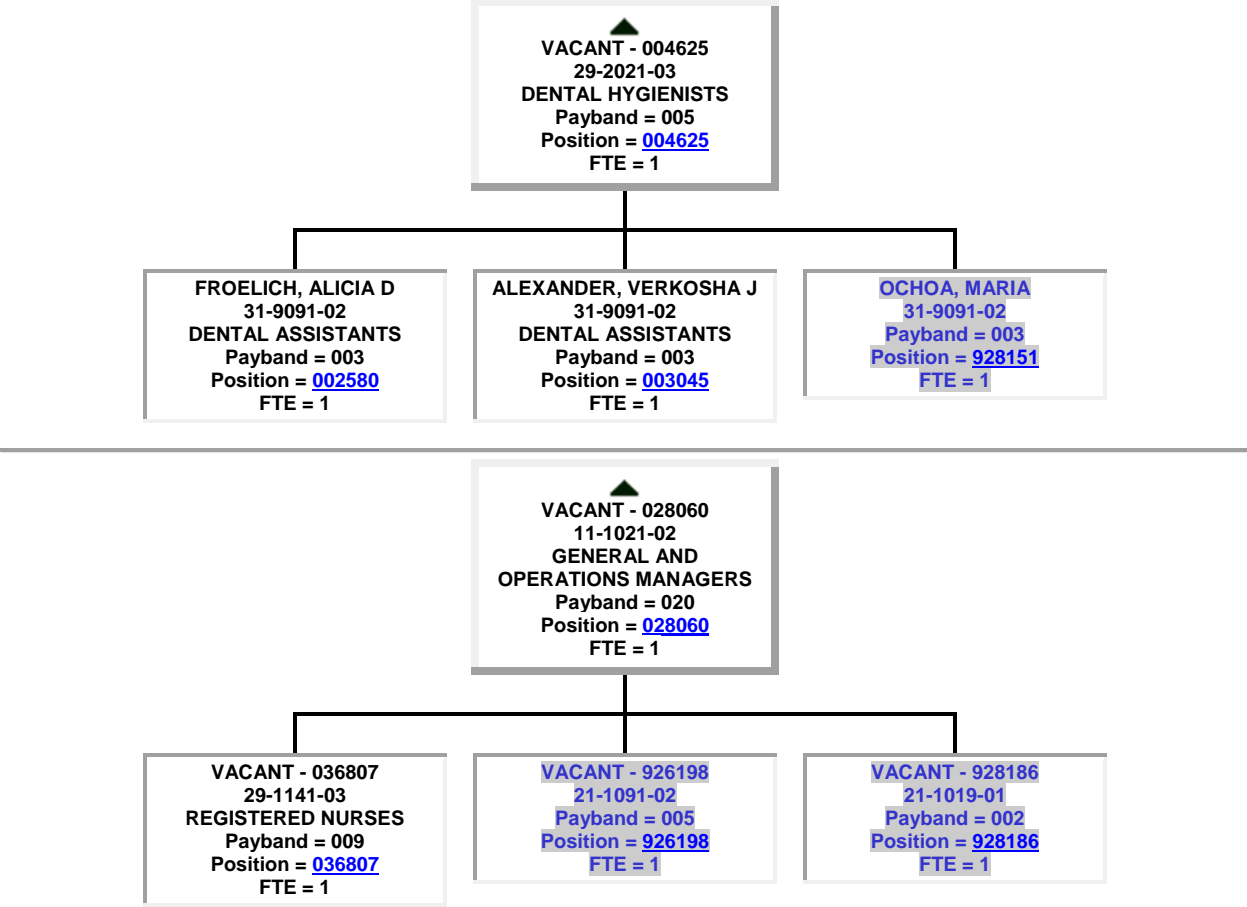 VACANT - 004625
29-2021-03
DENTAL HYGIENISTS
Payband = 005
Position = 004625
FTE = 1
FROELICH, ALICIA D
31-9091-02
DENTAL ASSISTANTS
Payband = 003
Position = 002580
FTE = 1
ALEXANDER, VERKOSHA J
31-9091-02
DENTAL ASSISTANTS
Payband = 003
Position = 003045
FTE = 1
OCHOA, MARIA
31-9091-02
Payband = 003
Position = 928151
FTE = 1
VACANT - 028060
11-1021-02
GENERAL AND
OPERATIONS MANAGERS
Payband = 020
Position = 028060
FTE = 1
VACANT - 036807
29-1141-03
REGISTERED NURSES
Payband = 009
Position = 036807
FTE = 1
VACANT - 926198
21-1091-02
Payband = 005
Position = 926198
FTE = 1
VACANT - 928186
21-1019-01
Payband = 002
Position = 928186
FTE = 1